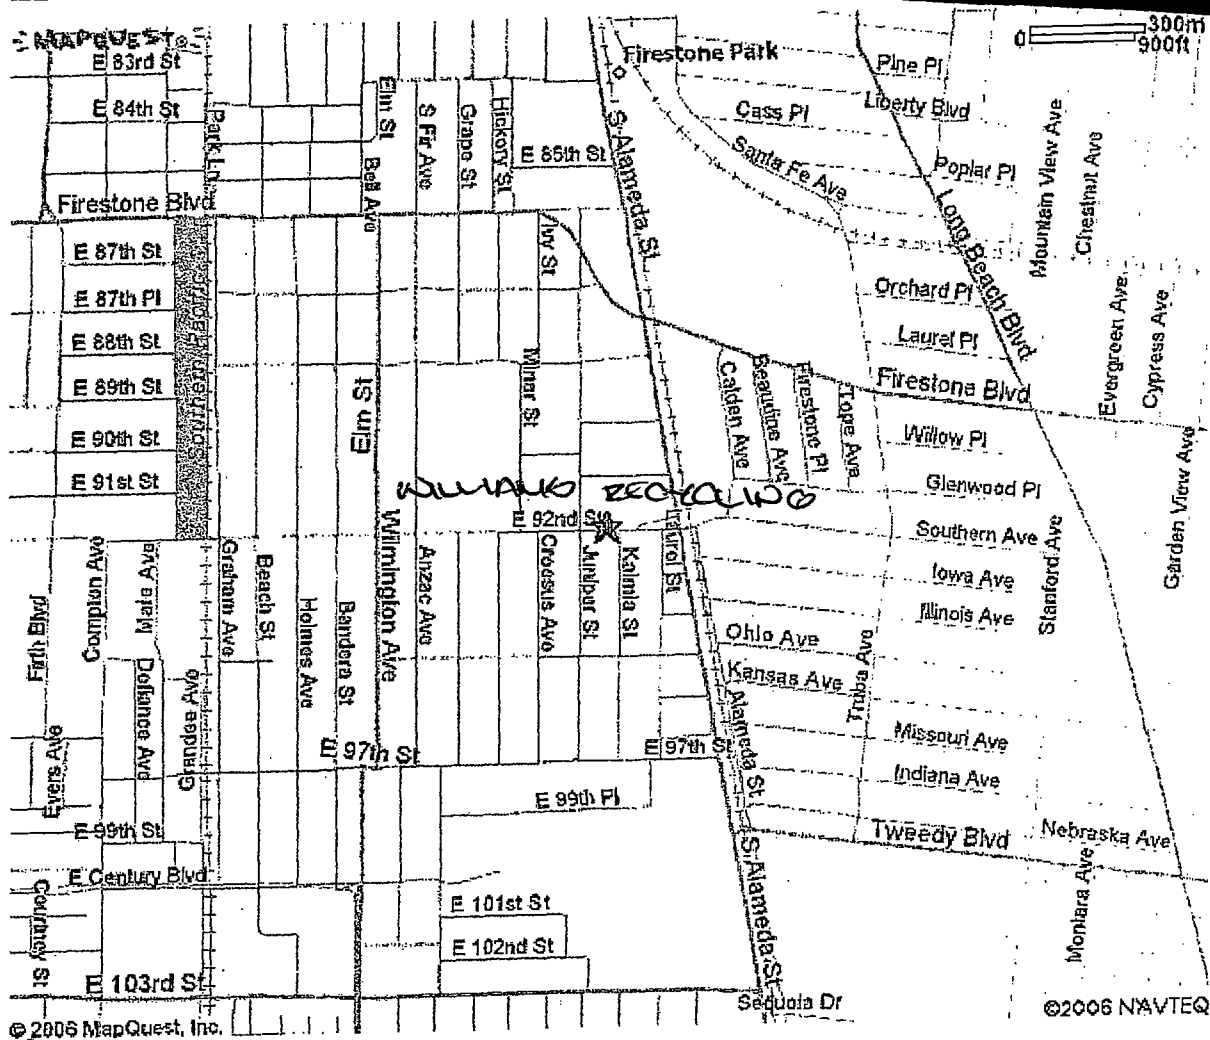 MAPQUEST
0 300m
900ft
E 83rd St
Firestone Park
Pine Pl
E 84th St
Park Ln
Elm St
S Fir Ave
Grape St
Hickory St
E 85th St
S Alameda St
Cass Pl
Liberty Blvd
Santa Fe Ave
Poplar Pl
Mountain View Ave
Chestnut Ave
Bell Ave
Firestone Blvd
E 87th St
Ivy St
Long Beach Blvd
E 87th Pl
Orchard Pl
E 88th St
Laurel Pl
Evergreen Ave
Cypress Ave
E 89th St
Elm St
Minor St
Calden Ave
Beaudine Ave
Firestone Pl
Tope Ave
Firestone Blvd
E 90th St
Willow Pl
E 91st St
Glenwood Pl
Garden View Ave
WILLIAMS RECYCLING
E 92nd St
Southern Ave
Stanford Ave
Firth Blvd
Compton Ave
Maie Ave
Graham Ave
Beach St
Holmes Ave
Bandera St
Wilmington Ave
Anzac Ave
Croesus Ave
Juniper St
Kalmia St
Iowa Ave
Illinois Ave
Ohio Ave
Kansas Ave
Truba Ave
Evers Ave
Defiance Ave
Grandee Ave
E 97th St
E 97th St
Alameda St
Missouri Ave
Indiana Ave
E 99th Pl
E 99th St
Tweedy Blvd
Nebraska Ave
E Century Blvd
Courtney St
S Alameda St
Montara Ave
E 101st St
E 102nd St
E 103rd St
Sequoia Dr
© 2006 MapQuest, Inc.
©2006 NAVTEQ